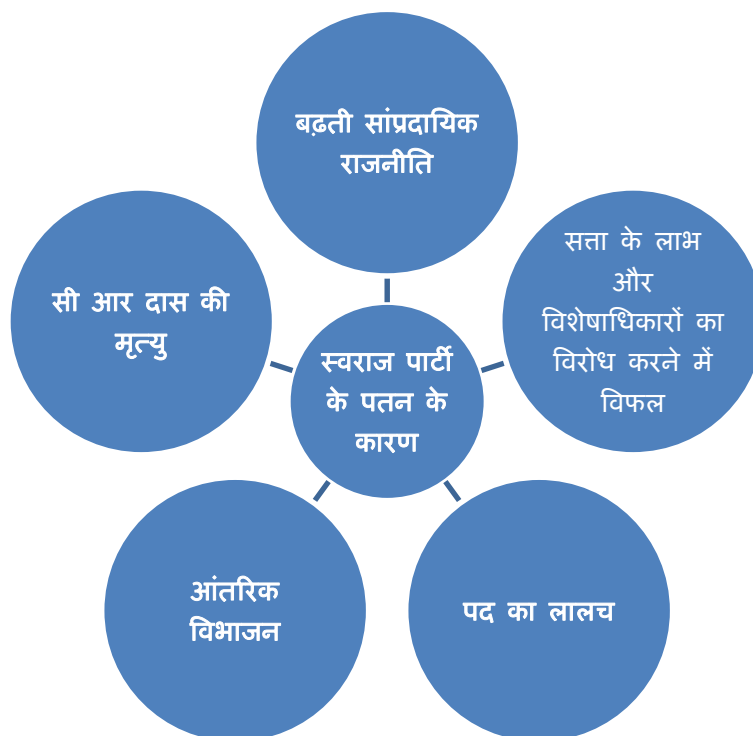 बढ़ती सांप्रदायिक
राजनीति
सत्ता के लाभ
और
विशेषाधिकारों का
विरोध करने में
विफल
सी आर दास की
मृत्यु
स्वराज पार्टी
के पतन के
कारण
आंतरिक
विभाजन
पद का लालच